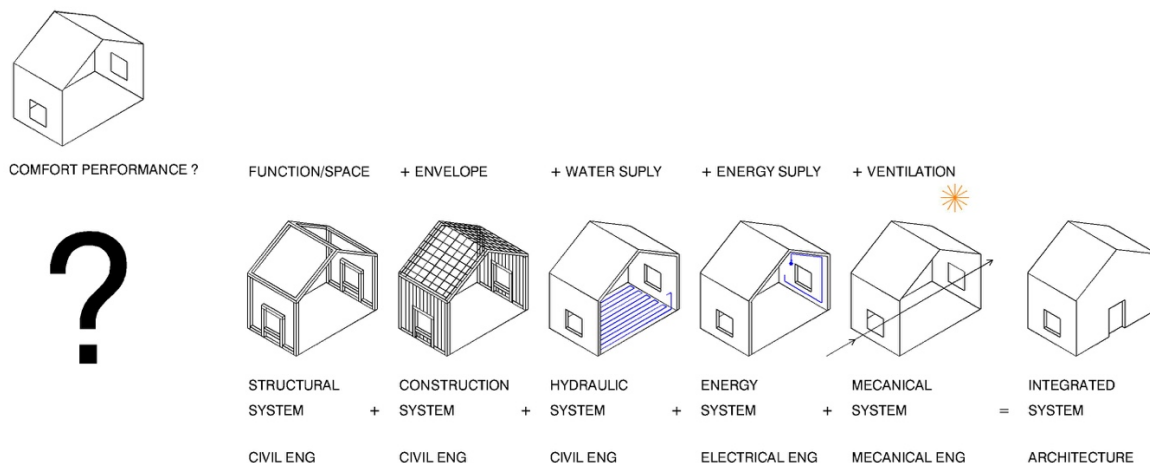 COMFORT PERFORMANCE ?
FUNCTION/SPACE + ENVELOPE + WATER SUPLY + ENERGY SUPLY + VENTILATION
?
STRUCTURAL CONSTRUCTION HYDRAULIC ENERGY MECANICAL INTEGRATED
SYSTEM + SYSTEM + SYSTEM + SYSTEM + SYSTEM = SYSTEM
CIVIL ENG CIVIL ENG CIVIL ENG ELECTRICAL ENG MECHANICAL ENG ARCHITECTURE